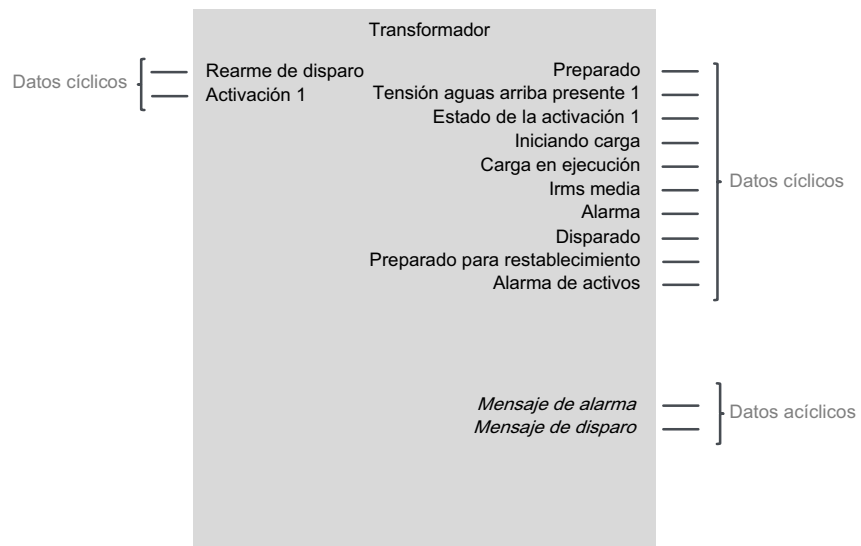 Transformador
Datos cíclicos
Rearme de disparo
Activación 1
Preparado
Tensión aguas arriba presente 1
Estado de la activación 1
Iniciando carga
Carga en ejecución
Irms media
Alarma
Disparado
Preparado para restablecimiento
Alarma de activos
Datos cíclicos
Mensaje de alarma
Mensaje de disparo
Datos acíclicos